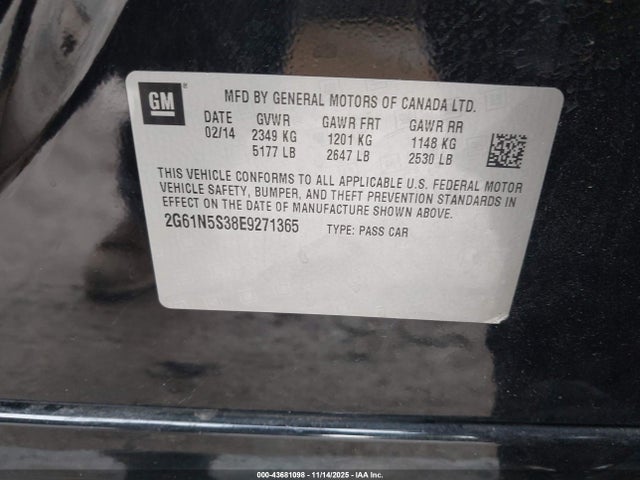 GM
MFD BY GENERAL MOTORS OF CANADA LTD.
DATE GVWR GAWR FRT GAWR RR
02/14 2349 KG 1201 KG 1148 KG
5177 LB 2647 LB 2530 LB
THIS VEHICLE CONFORMS TO ALL APPLICABLE U.S. FEDERAL MOTOR
VEHICLE SAFETY, BUMPER, AND THEFT PREVENTION STANDARDS IN
EFFECT ON THE DATE OF MANUFACTURE SHOWN ABOVE.
2G61N5S38E9271365 TYPE: PASS CAR
000-43681098 - 11/14/2025 - IAA Inc.